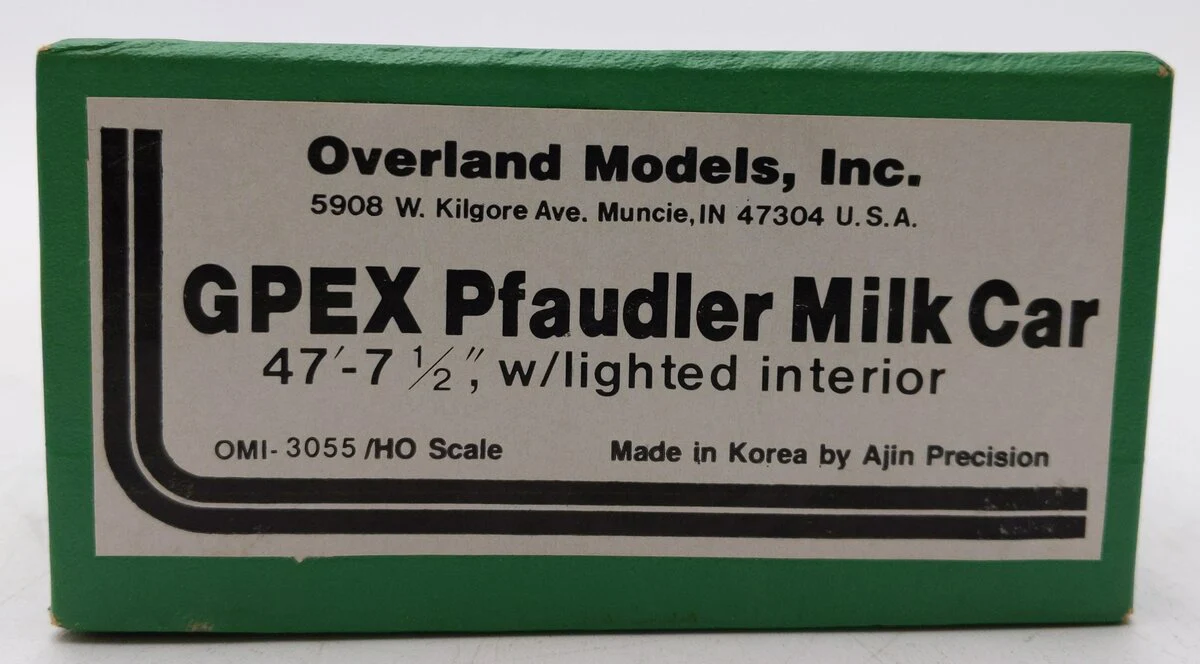 Overland Models, Inc.
5908 W. Kilgore Ave. Muncie, IN 47304 U.S.A.
GPEX Pfaudler Milk Car
47′-7 ½″, w/lighted interior
OMI- 3055 /HO Scale Made in Korea by Ajin Precision